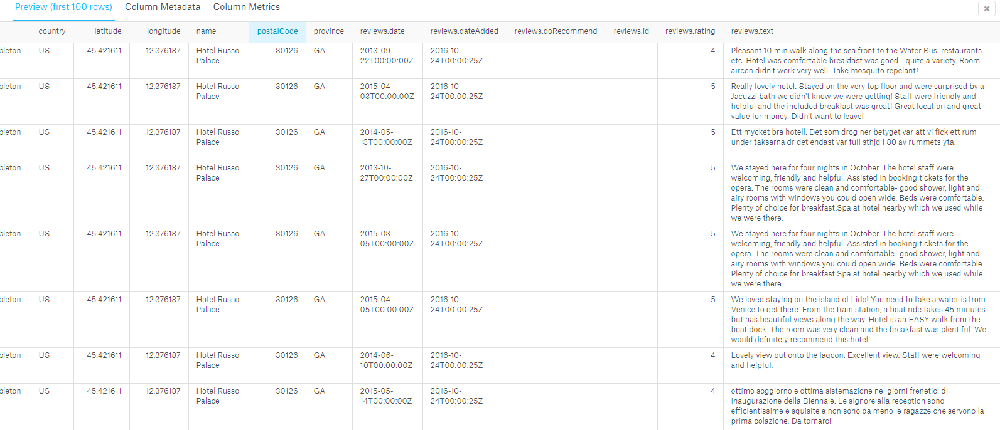 Preview (first 100 rows) Column Metadata Column Metrics ×
country latitude longitude name postalCode province reviews.date reviews.dateAdded reviews.doRecommend reviews.id reviews.rating reviews.text
pleton US 45.421611 12.376187 Hotel Russo 30126 GA 2013-09- 2016-10- 4 Pleasant 10 min walk along the sea front to the Water Bus. restaurants
Palace 22T00:00:00Z 24T00:00:25Z etc. Hotel was comfortable breakfast was good - quite a variety. Room
aircon didn't work very well. Take mosquito repelant!
pleton US 45.421611 12.376187 Hotel Russo 30126 GA 2015-04- 2016-10- 5 Really lovely hotel. Stayed on the very top floor and were surprised by a
Palace 03T00:00:00Z 24T00:00:25Z Jacuzzi bath we didn't know we were getting! Staff were friendly and
helpful and the included breakfast was great! Great location and great
value for money. Didn't want to leave!
pleton US 45.421611 12.376187 Hotel Russo 30126 GA 2014-05- 2016-10- 5 Ett mycket bra hotell. Det som drog ner betyget var att vi fick ett rum
Palace 13T00:00:00Z 24T00:00:25Z under taksarna dr det endast var full sthjd i 80 av rummets yta.
pleton US 45.421611 12.376187 Hotel Russo 30126 GA 2013-10- 2016-10- 5 We stayed here for four nights in October. The hotel staff were
Palace 27T00:00:00Z 24T00:00:25Z welcoming, friendly and helpful. Assisted in booking tickets for the
opera. The rooms were clean and comfortable- good shower, light and
airy rooms with windows you could open wide. Beds were comfortable.
Plenty of choice for breakfast.Spa at hotel nearby which we used while
we were there.
pleton US 45.421611 12.376187 Hotel Russo 30126 GA 2015-03- 2016-10- 5 We stayed here for four nights in October. The hotel staff were
Palace 05T00:00:00Z 24T00:00:25Z welcoming, friendly and helpful. Assisted in booking tickets for the
opera. The rooms were clean and comfortable- good shower, light and
airy rooms with windows you could open wide. Beds were comfortable.
Plenty of choice for breakfast.Spa at hotel nearby which we used while
we were there.
pleton US 45.421611 12.376187 Hotel Russo 30126 GA 2015-04- 2016-10- 5 We loved staying on the island of Lido! You need to take a water is from
Palace 05T00:00:00Z 24T00:00:25Z Venice to get there. From the train station, a boat ride takes 45 minutes
but has beautiful views along the way. Hotel is an EASY walk from the
boat dock. The room was very clean and the breakfast was plentiful. We
would definitely recommend this hotel!
pleton US 45.421611 12.376187 Hotel Russo 30126 GA 2014-06- 2016-10- 4 Lovely view out onto the lagoon. Excellent view. Staff were welcoming
Palace 10T00:00:00Z 24T00:00:25Z and helpful.
pleton US 45.421611 12.376187 Hotel Russo 30126 GA 2015-05- 2016-10- 4 ottimo soggiorno e ottima sistemazione nei giorni frenetici di
Palace 14T00:00:00Z 24T00:00:25Z inaugurazione della Biennale. Le signore alla reception sono
efficientissime e squisite e non sono da meno le ragazze che servono la
prima colazione. Da tornarci